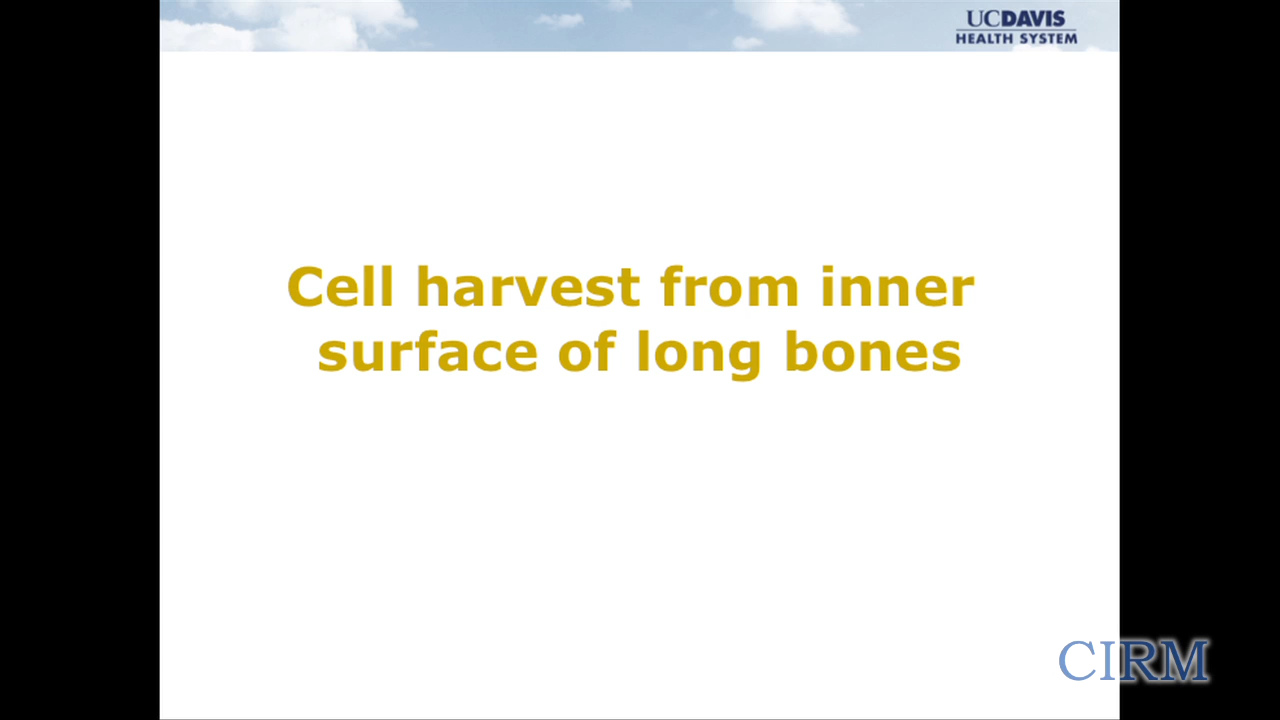 UCDAVIS
HEALTH SYSTEM
Cell harvest from inner
surface of long bones
CIRM